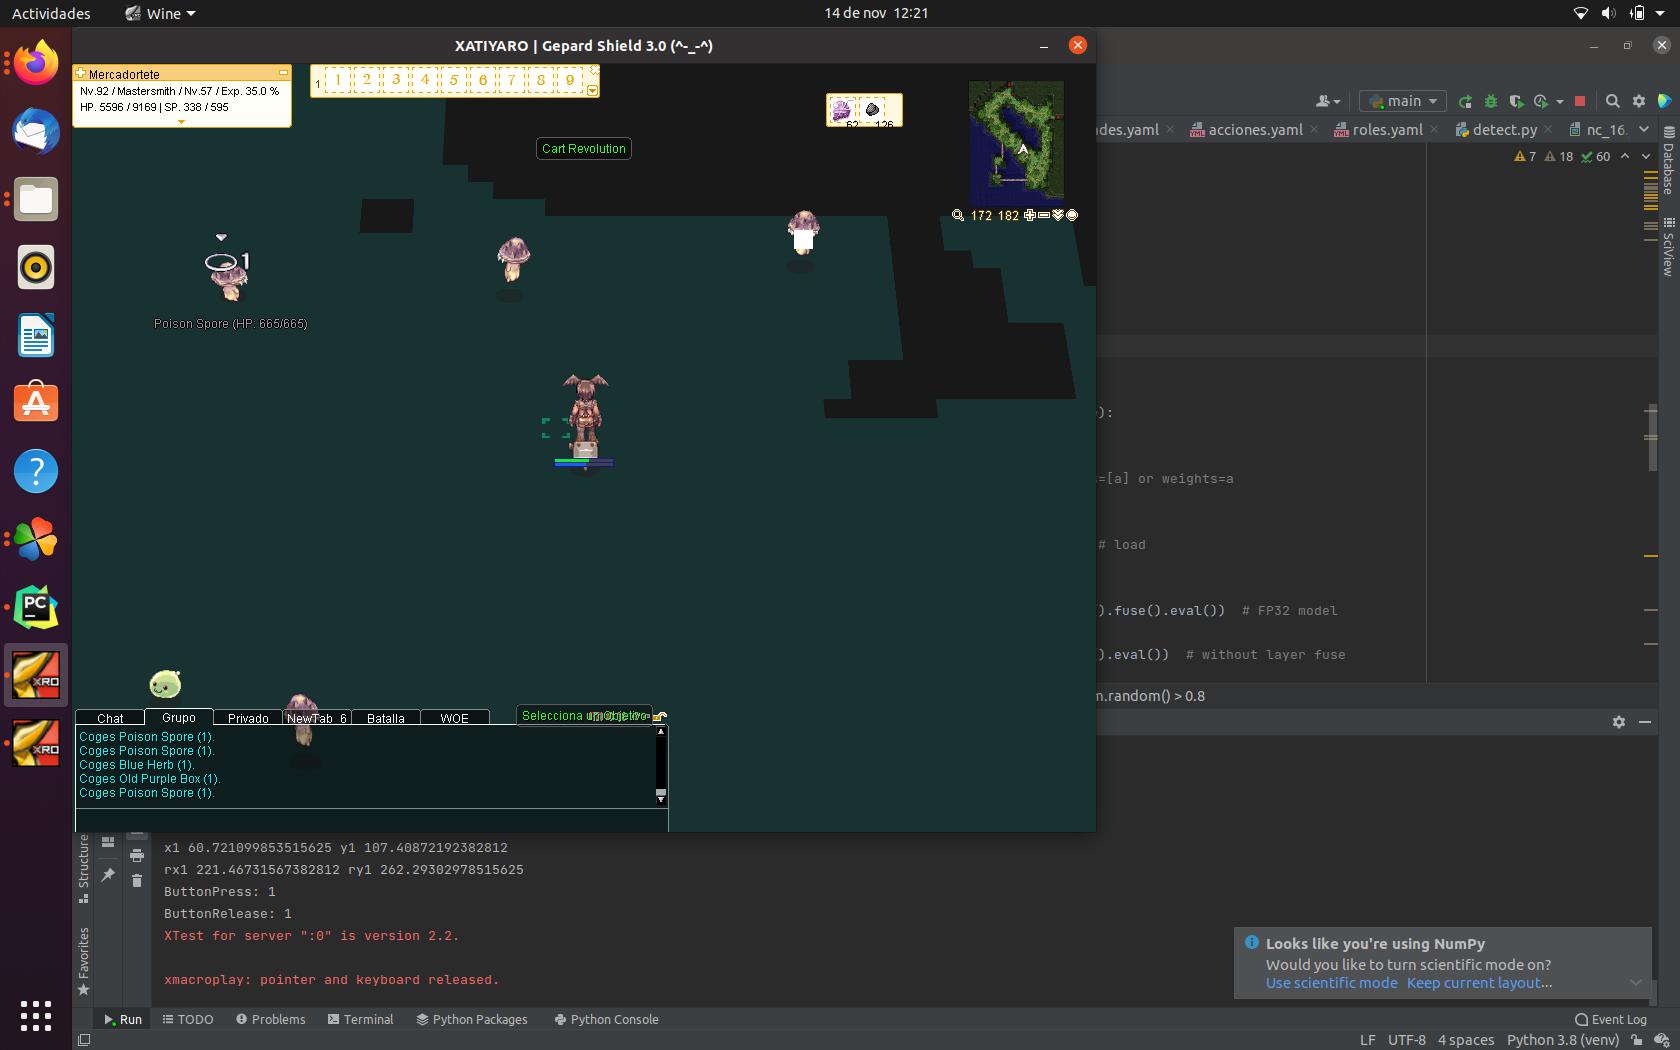 Actividades
Wine
14 de nov 12:21
XATIYARO | Gepard Shield 3.0 (^-_-^)
Mercadortete
Nv.92 / Mastersmith / Nv.57 / Exp. 35.0 %
HP. 5596 / 9169 | SP. 338 / 595
1 1 2 3 4 5 6 7 8 9
62 126
Cart Revolution
172 182
1
Poison Spore (HP: 665/665)
Chat Grupo Privado NewTab_6 Batalla WOE
Selecciona un objetivo
Coges Poison Spore (1).
Coges Poison Spore (1).
Coges Blue Herb (1).
Coges Old Purple Box (1).
Coges Poison Spore (1).
main
des.yaml acciones.yaml roles.yaml detect.py nc_16.
7 18 60
Database
SciView
):
=[a] or weights=a
# load
).fuse().eval()) # FP32 model
).eval()) # without layer fuse
m.random() > 0.8
PC
XRO
XRO
Structure
Favorites
x1 60.721099853515625 y1 107.40872192382812
rx1 221.46731567382812 ry1 262.29302978515625
ButtonPress: 1
ButtonRelease: 1
XTest for server ":0" is version 2.2.
xmacroplay: pointer and keyboard released.
Looks like you're using NumPy
Would you like to turn scientific mode on?
Use scientific mode Keep current layout...
Run TODO Problems Terminal Python Packages Python Console
Event Log
LF UTF-8 4 spaces Python 3.8 (venv)